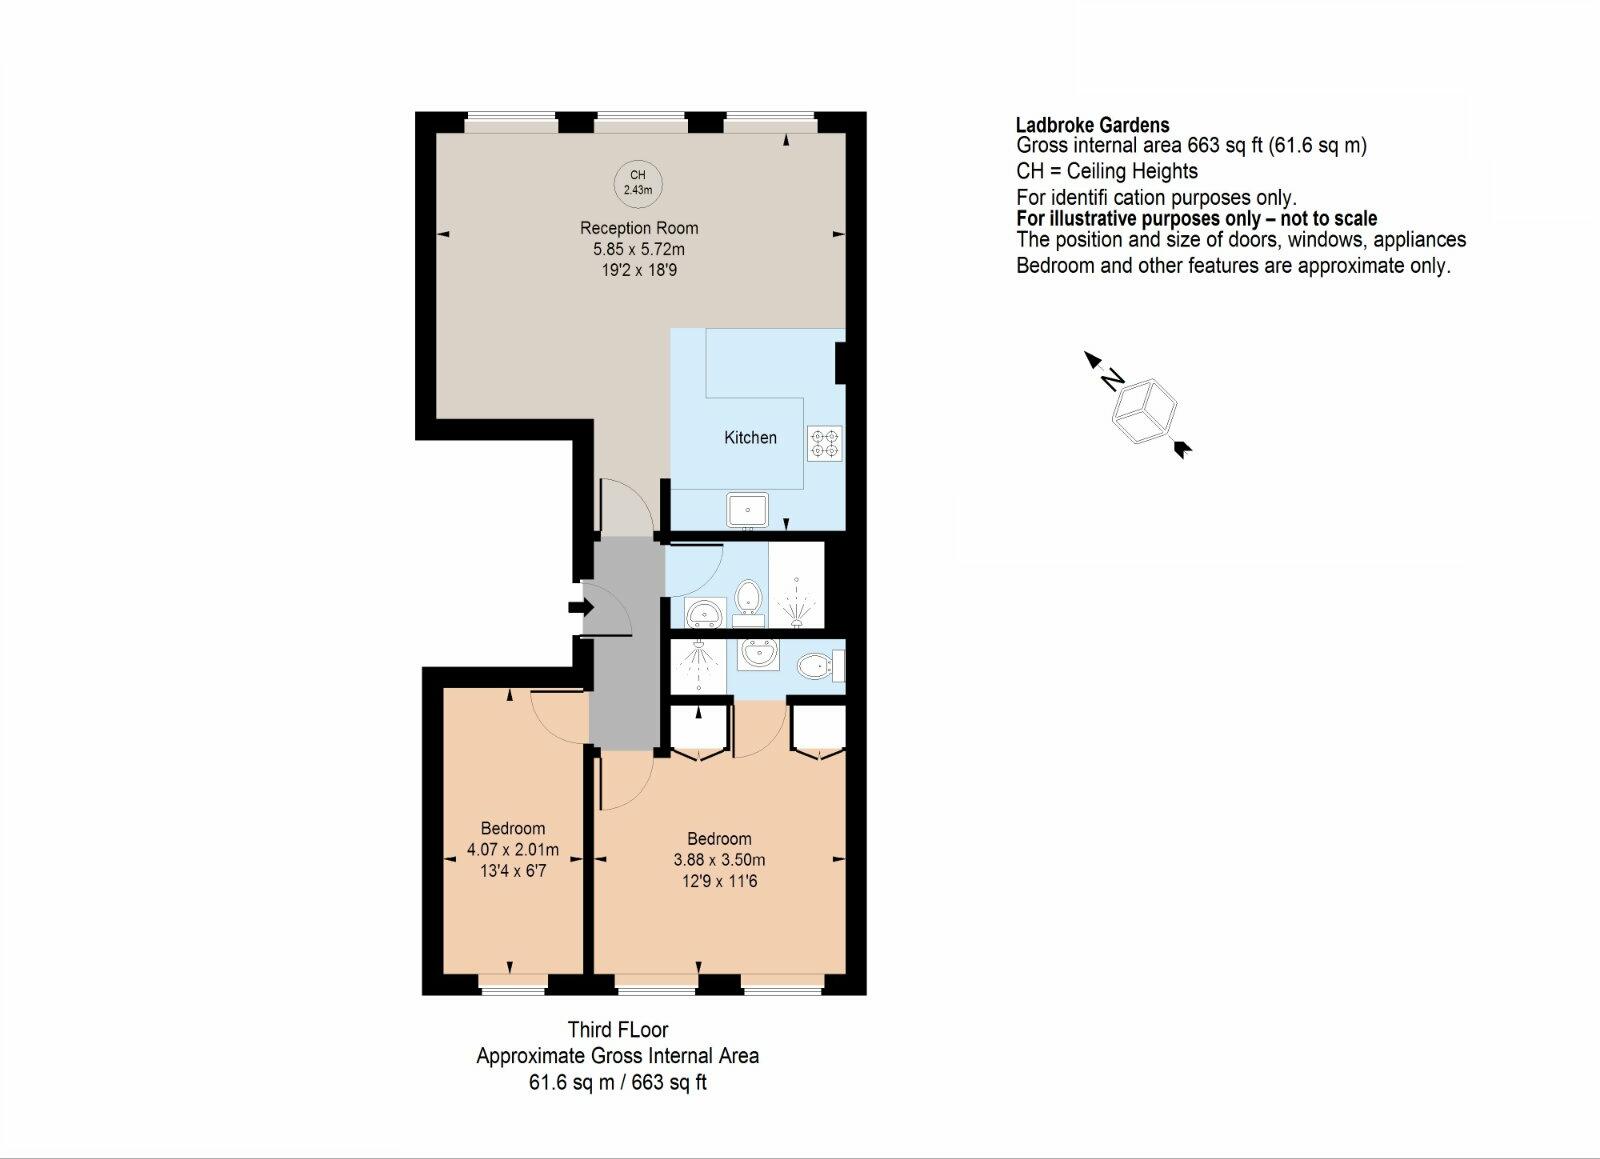 Ladbroke Gardens
Gross internal area 663 sq ft (61.6 sq m)
CH = Ceiling Heights
For identifi cation purposes only.
For illustrative purposes only – not to scale
The position and size of doors, windows, appliances
Bedroom and other features are approximate only.
N
CH
2.43m
Reception Room
5.85 x 5.72m
19'2 x 18'9
Kitchen
Bedroom
4.07 x 2.01m
13'4 x 6'7
Bedroom
3.88 x 3.50m
12'9 x 11'6
Third FLoor
Approximate Gross Internal Area
61.6 sq m / 663 sq ft